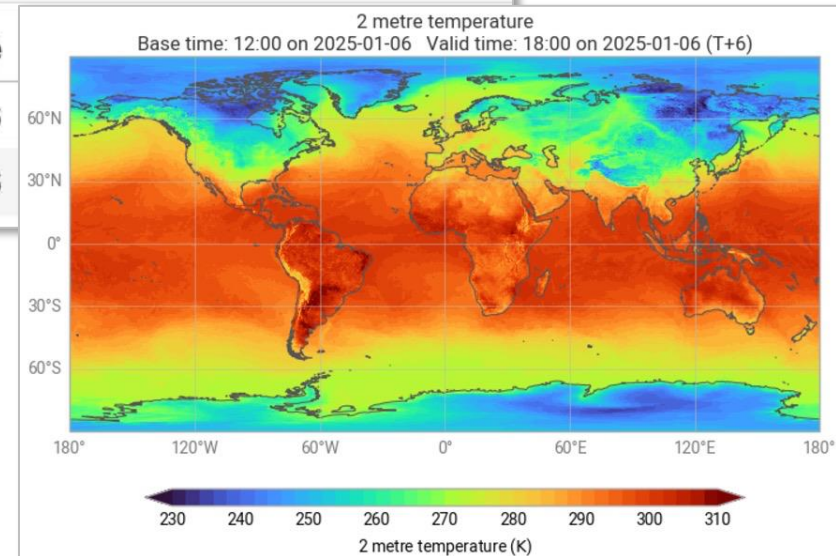 2 metre temperature
Base time: 12:00 on 2025-01-06   Valid time: 18:00 on 2025-01-06 (T+6)
60°N
30°N
0°
30°S
60°S
180° 120°W 60°W 0° 60°E 120°E 180°
230 240 250 260 270 280 290 300 310
2 metre temperature (K)